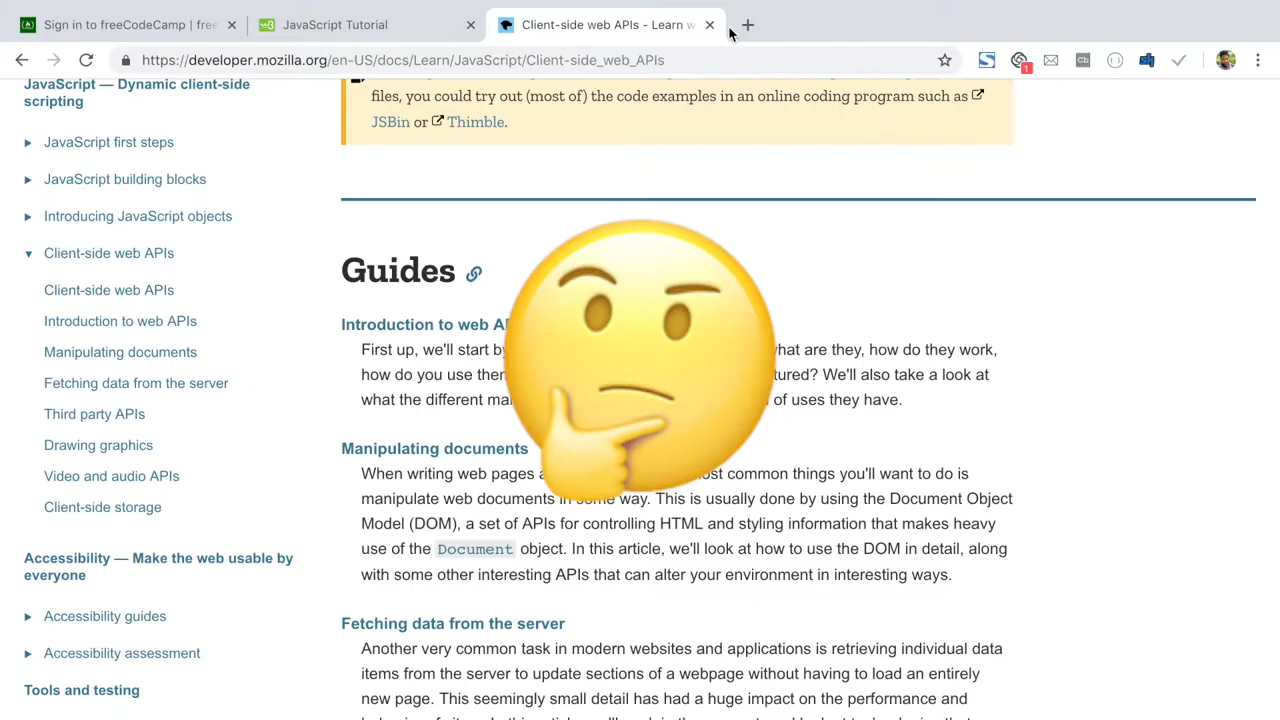 Sign in to freeCodeCamp | free
JavaScript Tutorial
Client-side web APIs - Learn w
https://developer.mozilla.org/en-US/docs/Learn/JavaScript/Client-side_web_APIs
1
Cb
JavaScript — Dynamic client-side
scripting
JavaScript first steps
JavaScript building blocks
Introducing JavaScript objects
Client-side web APIs
Client-side web APIs
Introduction to web APIs
Manipulating documents
Fetching data from the server
Third party APIs
Drawing graphics
Video and audio APIs
Client-side storage
Accessibility — Make the web usable by
everyone
Accessibility guides
Accessibility assessment
Tools and testing
files, you could try out (most of) the code examples in an online coding program such as
JSBin or Thimble.
Guides
Introduction to web
First up, we'll start what are they, how do they work,
how do you use We'll also take a look at
what the different of uses they have.
Manipulating documents
When writing web pages most common things you'll want to do is
manipulate web documents in some way. This is usually done by using the Document Object
Model (DOM), a set of APIs for controlling HTML and styling information that makes heavy
use of the Document object. In this article, we'll look at how to use the DOM in detail, along
with some other interesting APIs that can alter your environment in interesting ways.
Fetching data from the server
Another very common task in modern websites and applications is retrieving individual data
items from the server to update sections of a webpage without having to load an entirely
new page. This seemingly small detail has had a huge impact on the performance and